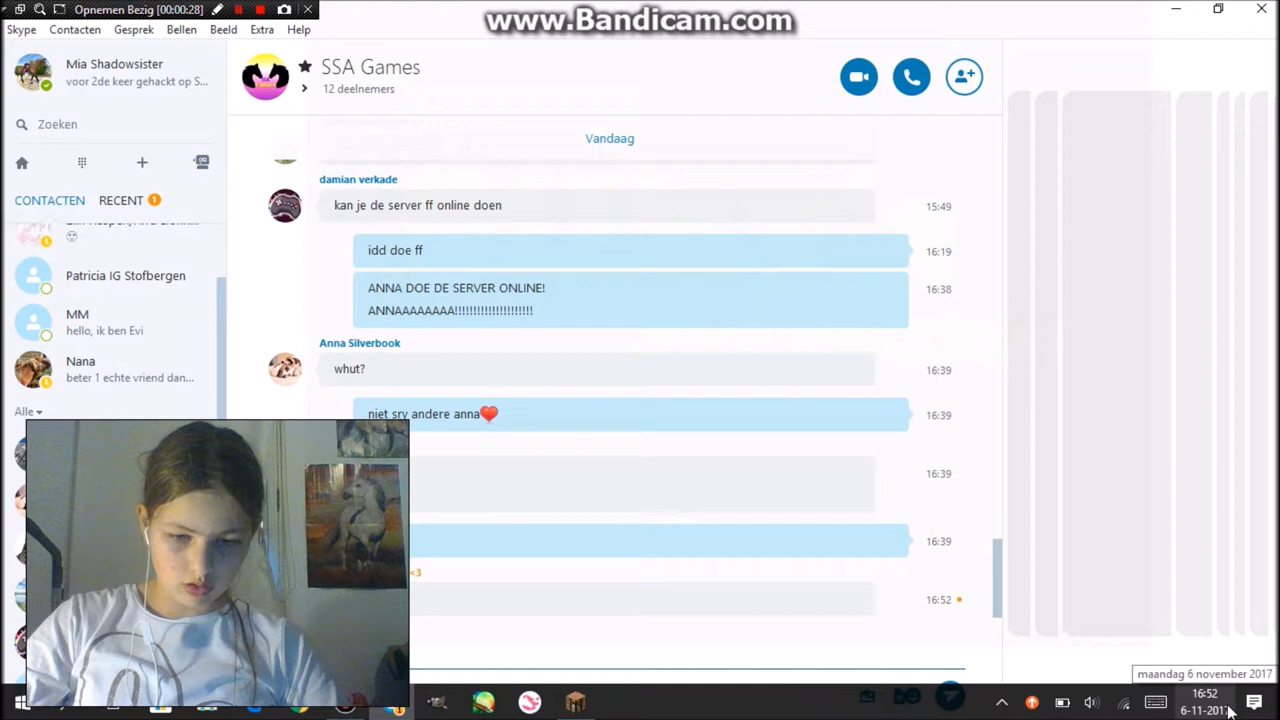 Opnemen Bezig [00:00:28]
www.Bandicam.com
Skype Contacten Gesprek Bellen Beeld Extra Help
Mia Shadowsister
voor 2de keer gehackt op S...
SSA Games
12 deelnemers
Zoeken
Vandaag
CONTACTEN RECENT 1
damian verkade
kan je de server ff online doen
15:49
idd doe ff
16:19
Patricia IG Stofbergen
ANNA DOE DE SERVER ONLINE!
16:38
ANNAAAAAAA!!!!!!!!!!!!!!!!!!!!!!
MM
hello, ik ben Evi
Anna Silverbook
whut?
16:39
Nana
beter 1 echte vriend dan...
Alle
niet sry andere anna
16:39
16:39
16:39
<3
16:52
maandag 6 november 2017
16:52
6-11-2017